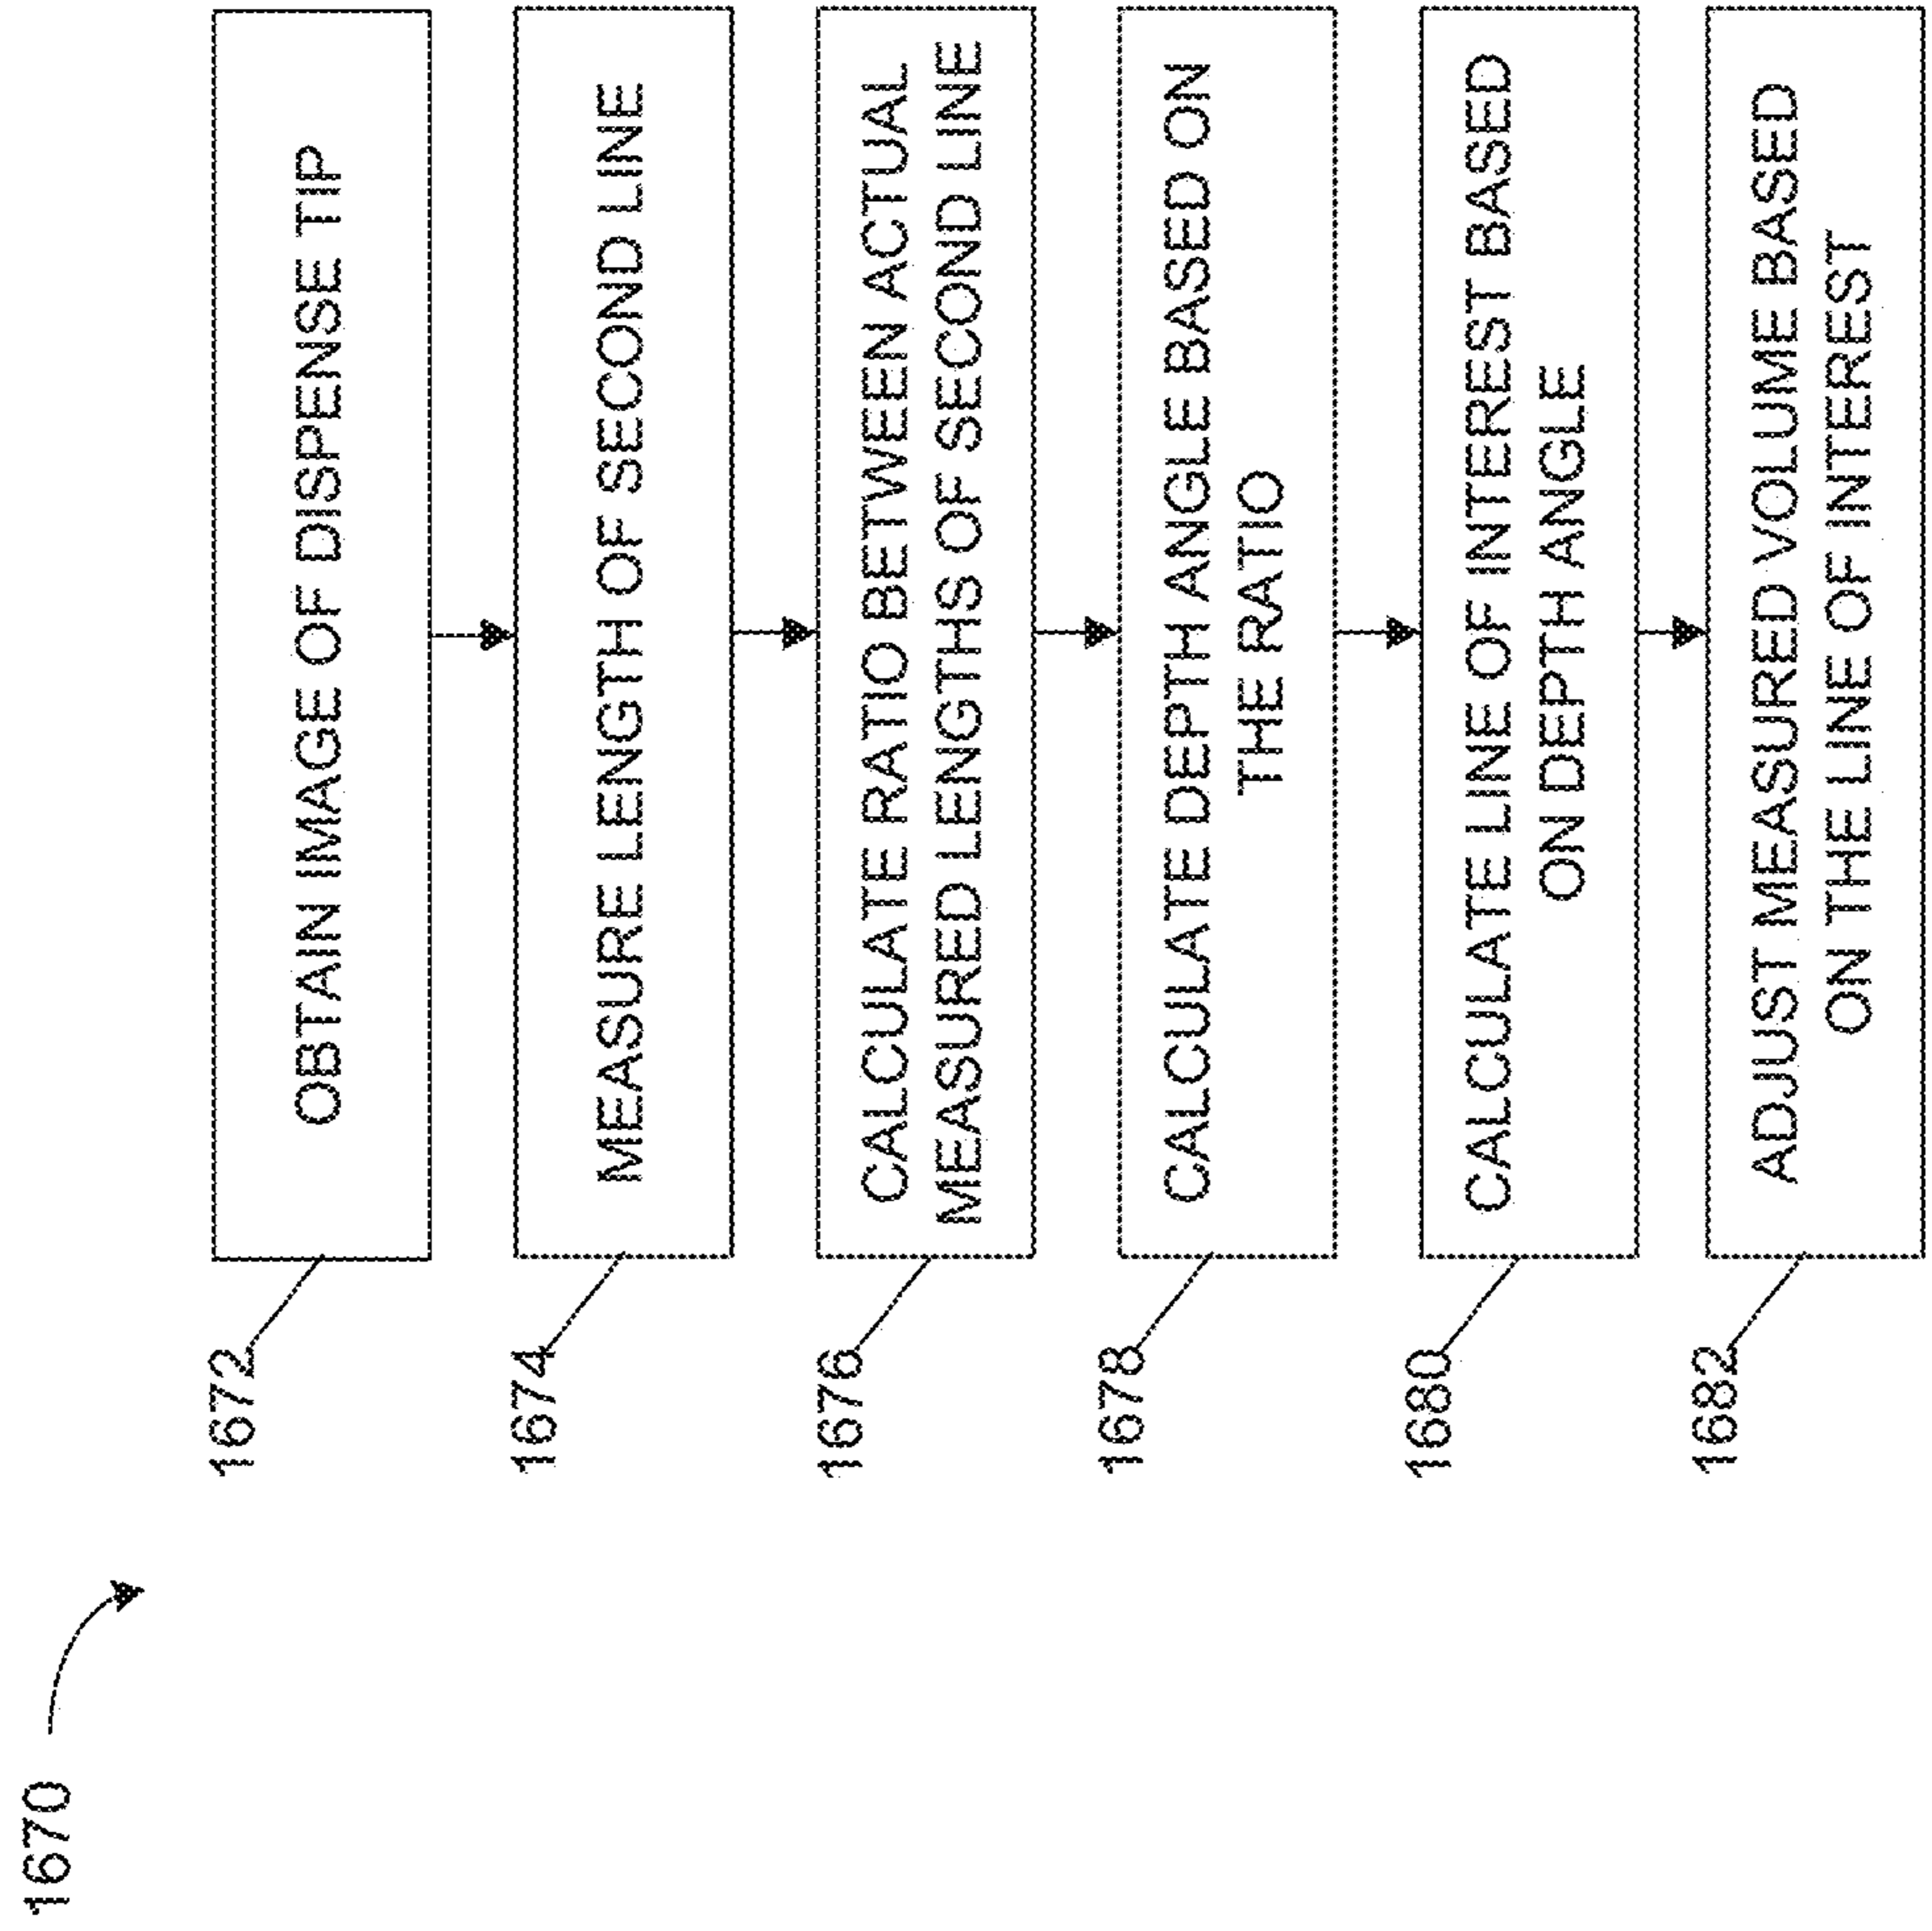 1670
1672
OBTAIN IMAGE OF DISPENSE TIP
1674
MEASURE LENGTH OF SECOND LINE
1676
CALCULATE RATIO BETWEEN ACTUAL
MEASURED LENGTHS OF SECOND LINE
1678
CALCULATE DEPTH ANGLE BASED ON
THE RATIO
1680
CALCULATE LINE OF INTEREST BASED
ON DEPTH ANGLE
1682
ADJUST MEASURED VOLUME BASED
ON THE LINE OF INTEREST